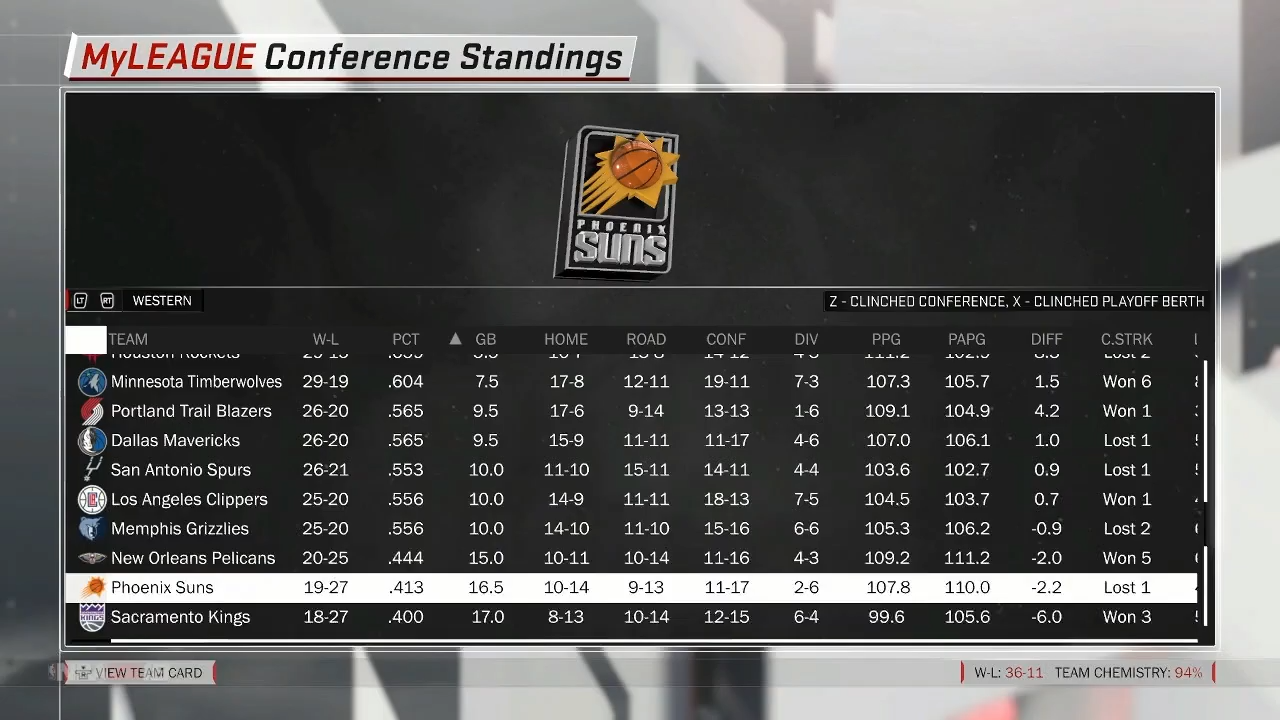 MyLEAGUE Conference Standings
PHOENIX
SUNS
LT RT WESTERN Z - CLINCHED CONFERENCE, X - CLINCHED PLAYOFF BERTH
TEAM W-L PCT ▲ GB HOME ROAD CONF DIV PPG PAPG DIFF C.STRK
Houston Rockets
Minnesota Timberwolves 29-19 .604 7.5 17-8 12-11 19-11 7-3 107.3 105.7 1.5 Won 6
Portland Trail Blazers 26-20 .565 9.5 17-6 9-14 13-13 1-6 109.1 104.9 4.2 Won 1
Dallas Mavericks 26-20 .565 9.5 15-9 11-11 11-17 4-6 107.0 106.1 1.0 Lost 1
San Antonio Spurs 26-21 .553 10.0 11-10 15-11 14-11 4-4 103.6 102.7 0.9 Lost 1
Los Angeles Clippers 25-20 .556 10.0 14-9 11-11 18-13 7-5 104.5 103.7 0.7 Won 1
Memphis Grizzlies 25-20 .556 10.0 14-10 11-10 15-16 6-6 105.3 106.2 -0.9 Lost 2
New Orleans Pelicans 20-25 .444 15.0 10-11 10-14 11-16 4-3 109.2 111.2 -2.0 Won 5
Phoenix Suns 19-27 .413 16.5 10-14 9-13 11-17 2-6 107.8 110.0 -2.2 Lost 1
Sacramento Kings 18-27 .400 17.0 8-13 10-14 12-15 6-4 99.6 105.6 -6.0 Won 3
VIEW TEAM CARD W-L: 36-11 TEAM CHEMISTRY: 94%